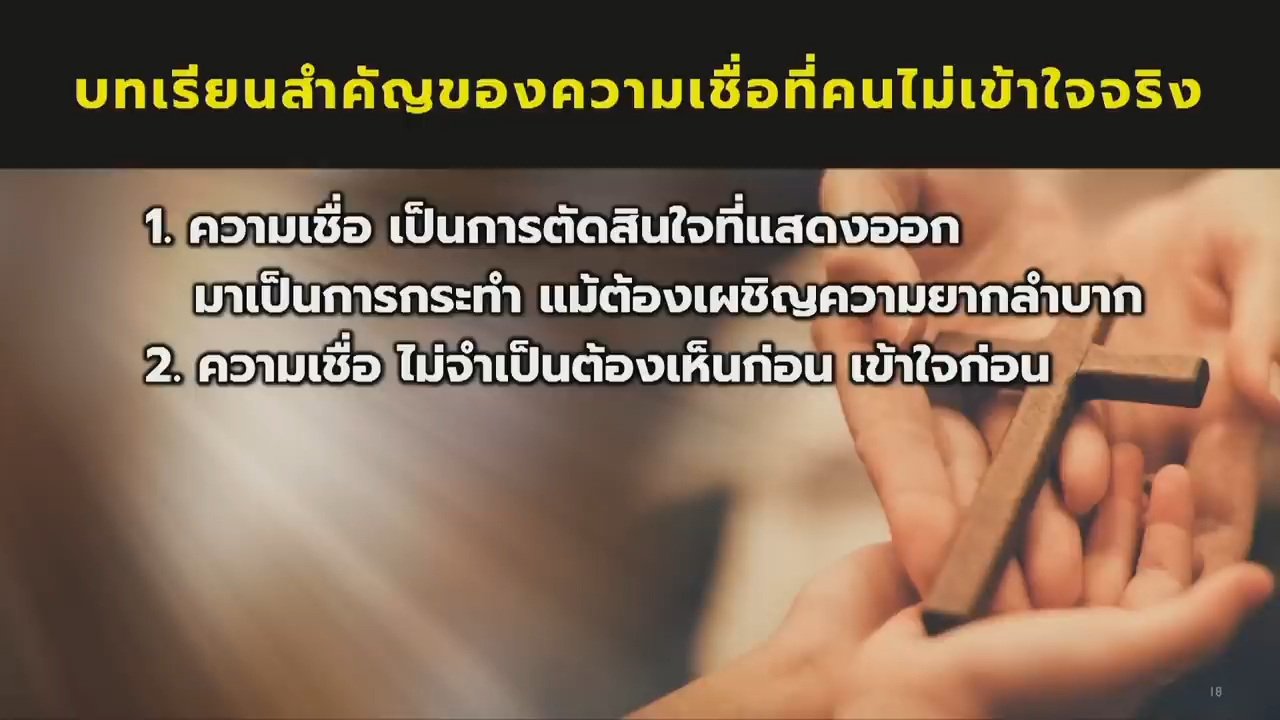 บทเรียนสำคัญของความเชื่อที่คนไม่เข้าใจจริง
1. ความเชื่อ เป็นการตัดสินใจที่แสดงออก
มาเป็นการกระทำ แม้ต้องเผชิญความยากลำบาก
2. ความเชื่อ ไม่จำเป็นต้องเห็นก่อน เข้าใจก่อน
18